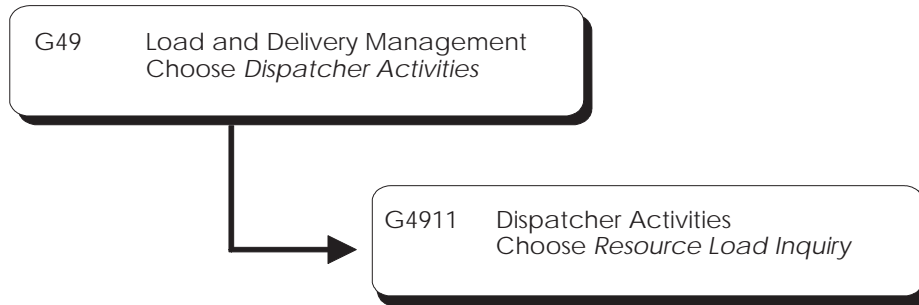 G49 Load and Delivery Management
Choose Dispatcher Activities
G4911 Dispatcher Activities
Choose Resource Load Inquiry